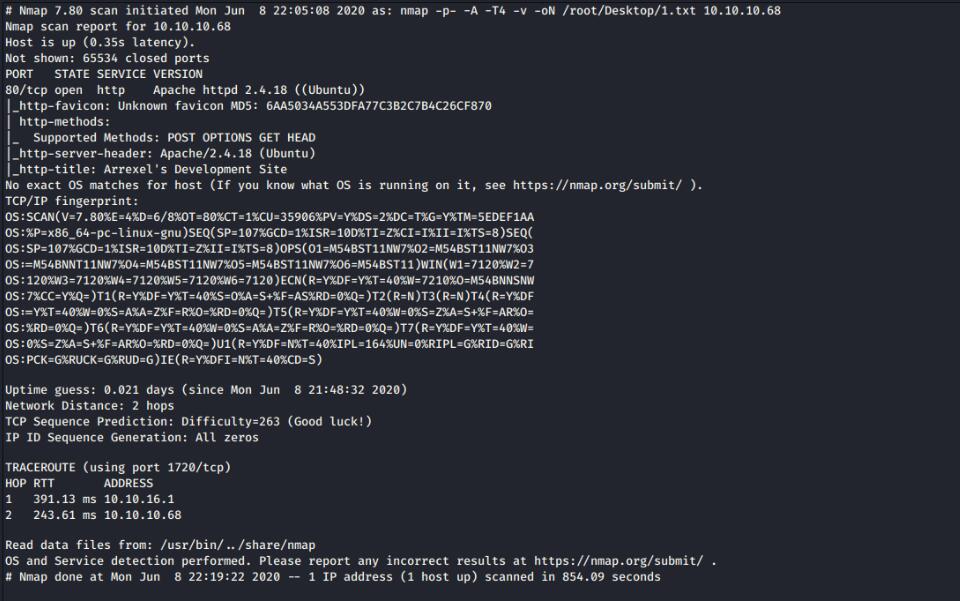 # Nmap 7.80 scan initiated Mon Jun  8 22:05:08 2020 as: nmap -p- -A -T4 -v -oN /root/Desktop/1.txt 10.10.10.68
Nmap scan report for 10.10.10.68
Host is up (0.35s latency).
Not shown: 65534 closed ports
PORT   STATE SERVICE VERSION
80/tcp open  http    Apache httpd 2.4.18 ((Ubuntu))
|_http-favicon: Unknown favicon MD5: 6AA5034A553DFA77C3B2C7B4C26CF870
| http-methods:
|_  Supported Methods: POST OPTIONS GET HEAD
|_http-server-header: Apache/2.4.18 (Ubuntu)
|_http-title: Arrexel's Development Site
No exact OS matches for host (If you know what OS is running on it, see https://nmap.org/submit/ ).
TCP/IP fingerprint:
OS:SCAN(V=7.80%E=4%D=6/8%OT=80%CT=1%CU=35906%PV=Y%DS=2%DC=T%G=Y%TM=5EDEF1AA
OS:%P=x86_64-pc-linux-gnu)SEQ(SP=107%GCD=1%ISR=10D%TI=Z%CI=I%II=I%TS=8)SEQ(
OS:SP=107%GCD=1%ISR=10D%TI=Z%II=I%TS=8)OPS(O1=M54BST11NW7%O2=M54BST11NW7%O3
OS:=M54BNNT11NW7%O4=M54BST11NW7%O5=M54BST11NW7%O6=M54BST11)WIN(W1=7120%W2=7
OS:120%W3=7120%W4=7120%W5=7120%W6=7120)ECN(R=Y%DF=Y%T=40%W=7210%O=M54BNNSNW
OS:7%CC=Y%Q=)T1(R=Y%DF=Y%T=40%S=O%A=S+%F=AS%RD=0%Q=)T2(R=N)T3(R=N)T4(R=Y%DF
OS:=Y%T=40%W=0%S=A%A=Z%F=R%O=%RD=0%Q=)T5(R=Y%DF=Y%T=40%W=0%S=Z%A=S+%F=AR%O=
OS:%RD=0%Q=)T6(R=Y%DF=Y%T=40%W=0%S=A%A=Z%F=R%O=%RD=0%Q=)T7(R=Y%DF=Y%T=40%W=
OS:0%S=Z%A=S+%F=AR%O=%RD=0%Q=)U1(R=Y%DF=N%T=40%IPL=164%UN=0%RIPL=G%RID=G%RI
OS:PCK=G%RUCK=G%RUD=G)IE(R=Y%DFI=N%T=40%CD=S)
Uptime guess: 0.021 days (since Mon Jun  8 21:48:32 2020)
Network Distance: 2 hops
TCP Sequence Prediction: Difficulty=263 (Good luck!)
IP ID Sequence Generation: All zeros
TRACEROUTE (using port 1720/tcp)
HOP RTT       ADDRESS
1   391.13 ms 10.10.16.1
2   243.61 ms 10.10.10.68
Read data files from: /usr/bin/../share/nmap
OS and Service detection performed. Please report any incorrect results at https://nmap.org/submit/ .
# Nmap done at Mon Jun  8 22:19:22 2020 -- 1 IP address (1 host up) scanned in 854.09 seconds